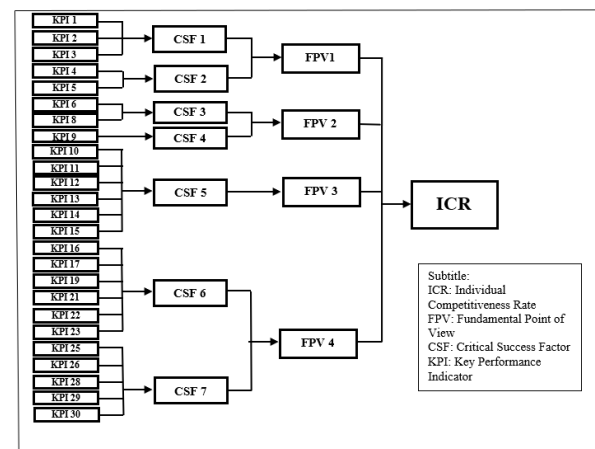 KPI 1
KPI 2
KPI 3
KPI 4
KPI 5
KPI 6
KPI 8
KPI 9
KPI 10
KPI 11
KPI 12
KPI 13
KPI 14
KPI 15
KPI 16
KPI 17
KPI 19
KPI 21
KPI 22
KPI 23
KPI 25
KPI 26
KPI 28
KPI 29
KPI 30
CSF 1
CSF 2
CSF 3
CSF 4
CSF 5
CSF 6
CSF 7
FPV1
FPV 2
FPV 3
FPV 4
ICR
Subtitle:
ICR: Individual
Competitiveness Rate
FPV: Fundamental Point of
View
CSF: Critical Success Factor
KPI: Key Performance
Indicator